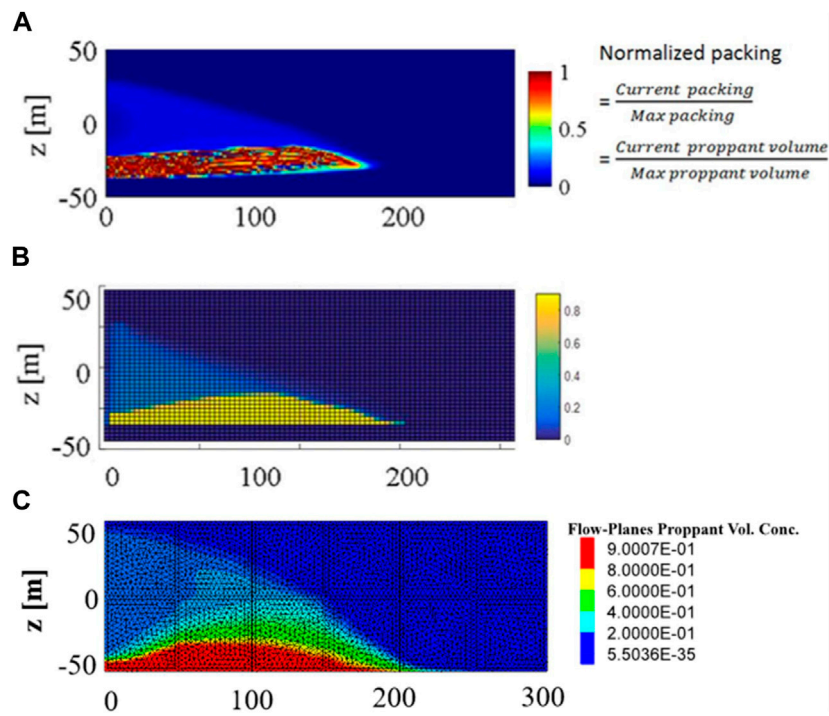 A
50
0
-50
z [m]
0 100 200
1
0.5
0
Normalized packing
= Current packing / Max packing
= Current proppant volume / Max proppant volume
B
50
0
-50
z [m]
0 100 200
0.8
0.6
0.4
0.2
0
C
50
0
-50
z [m]
0 100 200 300
Flow-Planes Proppant Vol. Conc.
9.0007E-01
8.0000E-01
6.0000E-01
4.0000E-01
2.0000E-01
5.5036E-35